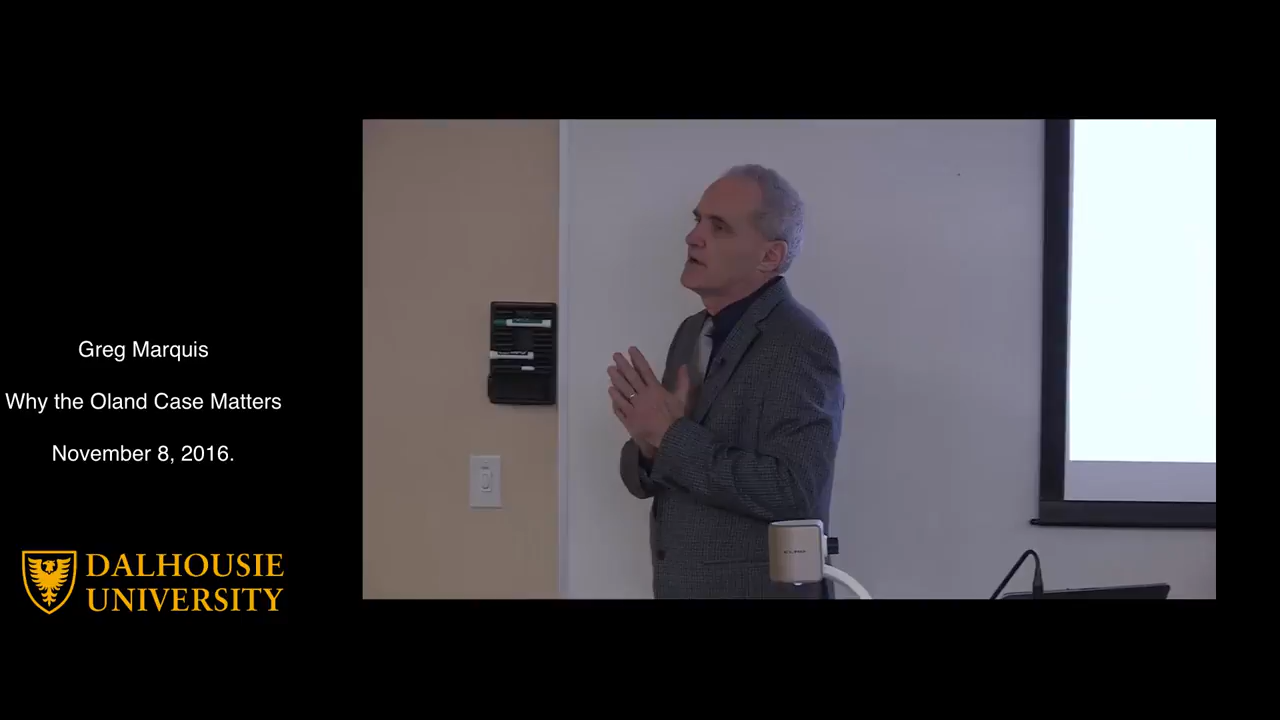 Greg Marquis
Why the Oland Case Matters
November 8, 2016.
DALHOUSIE
UNIVERSITY